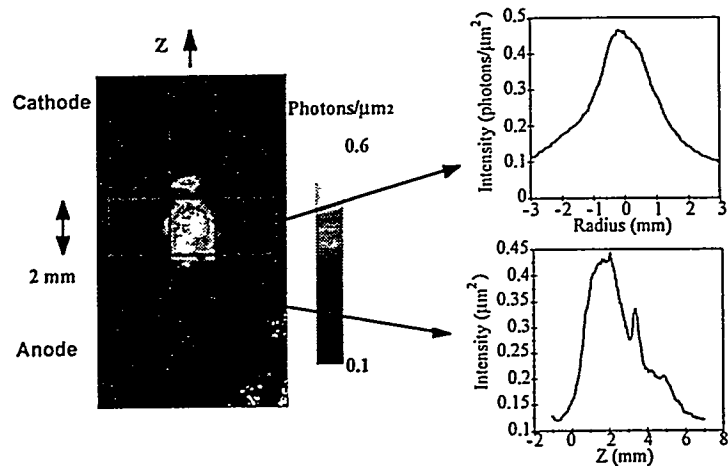 Z
Cathode
Photons/μm2
0.6
2 mm
Anode
0.1
Intensity (photons/μm²)
0.5
0.4
0.3
0.2
0.1
0
-3 -2 -1 0 1 2 3
Radius (mm)
Intensity (μm²)
0.45
0.4
0.35
0.3
0.25
0.2
0.15
0.1
-2 0 2 4 6 8
Z (mm)